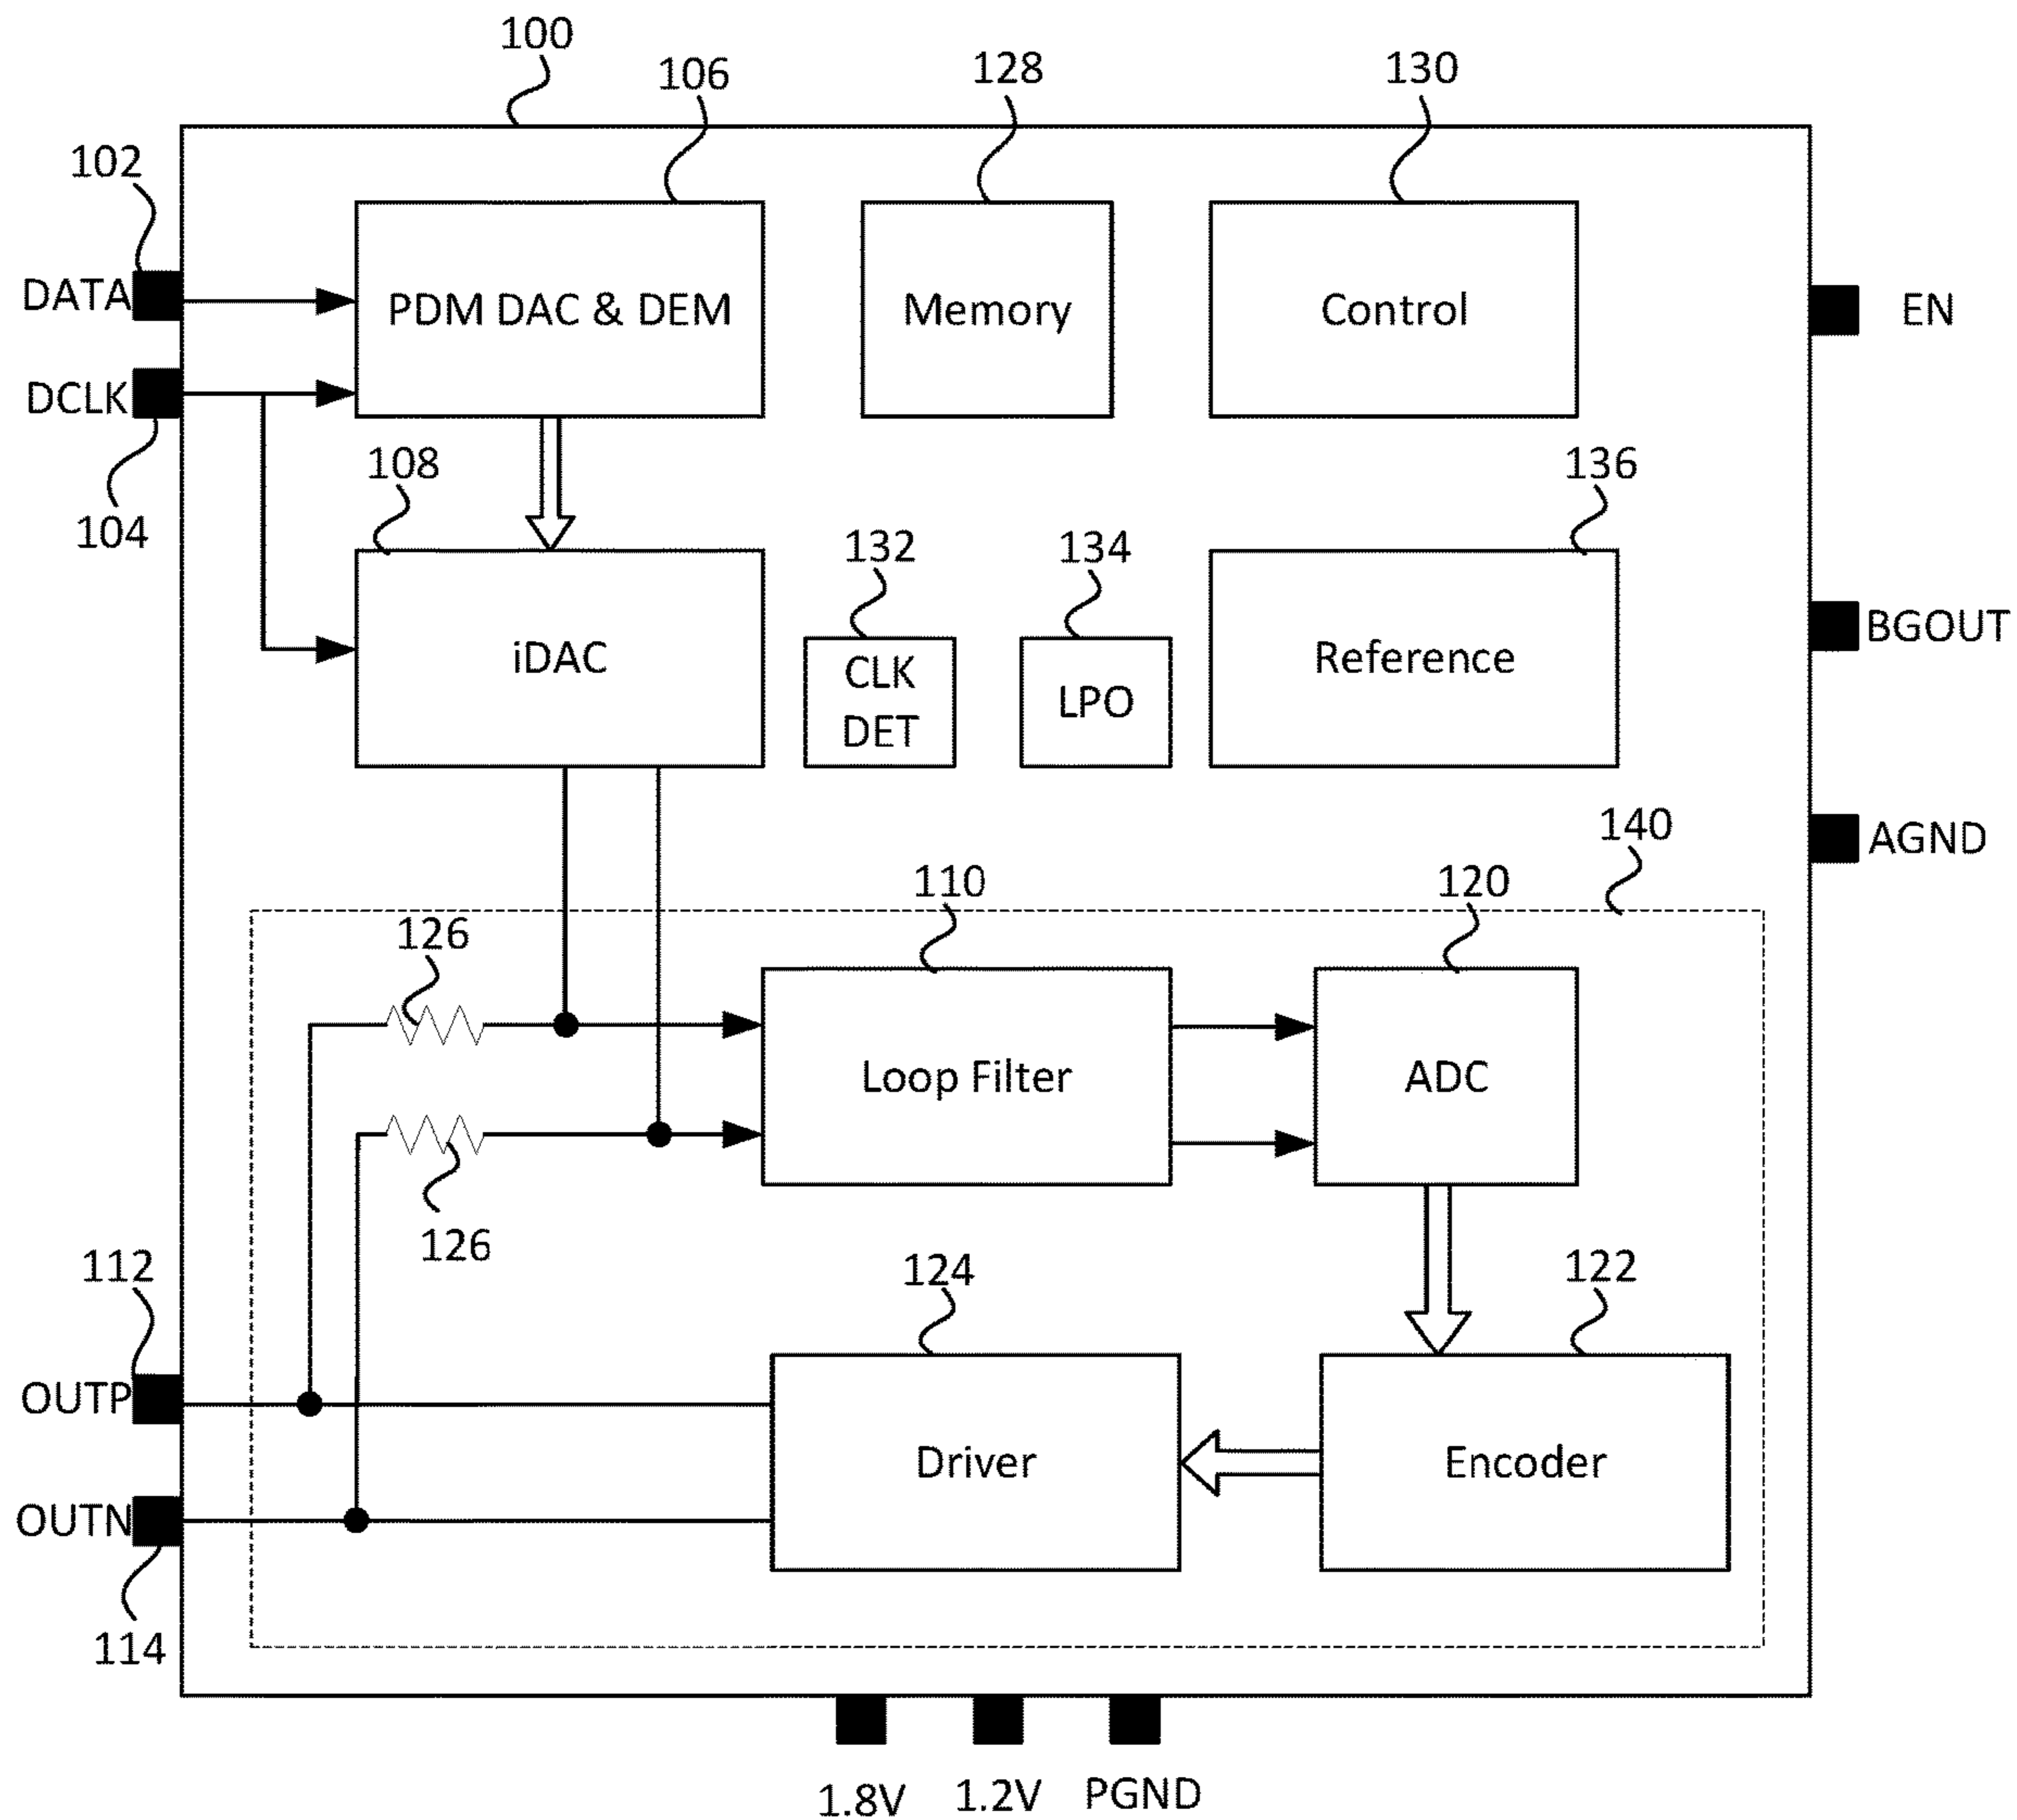 100
106
128
130
102
DATA
PDM DAC & DEM
Memory
Control
EN
DCLK
104
108
136
132
134
iDAC
CLK
DET
LPO
Reference
BGOUT
140
AGND
110
120
126
Loop Filter
ADC
126
112
124
122
OUTP
Driver
Encoder
OUTN
114
1.8V
1.2V
PGND